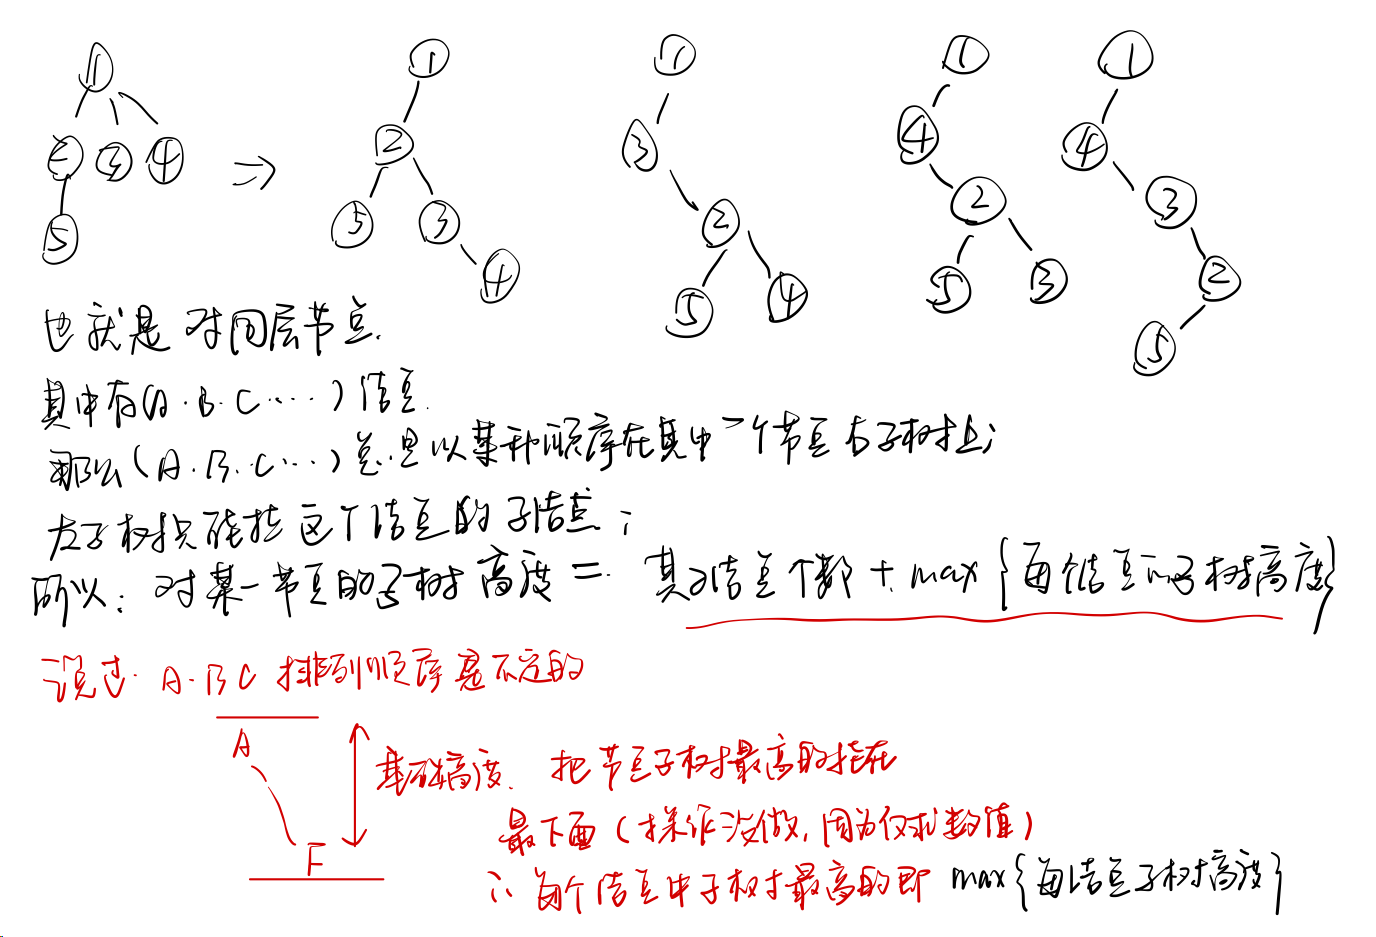 1 1 1 1 1
2 3 4 ⇒ 2 3 4 4
5 5 3 2 2 3
4 5 4 5 3 2
5
也就是对同层节点.
其中有(A.B.C....)结点.
那么(A.B.C...)总是以某种顺序在其中一个节点右子树上;
左子树只能挂这个结点的子结点;
所以: 对某一节点的子树高度 = 其子结点个数 + max{每个结点的子树高度}
说过. A.B.C 排列顺序是不定的
A
基础高度. 把节点子树最高的挂在
F
最下面(操作没做,因为仅求数值)
∴ 每个结点中子树最高的即 max{每结点子树高度}